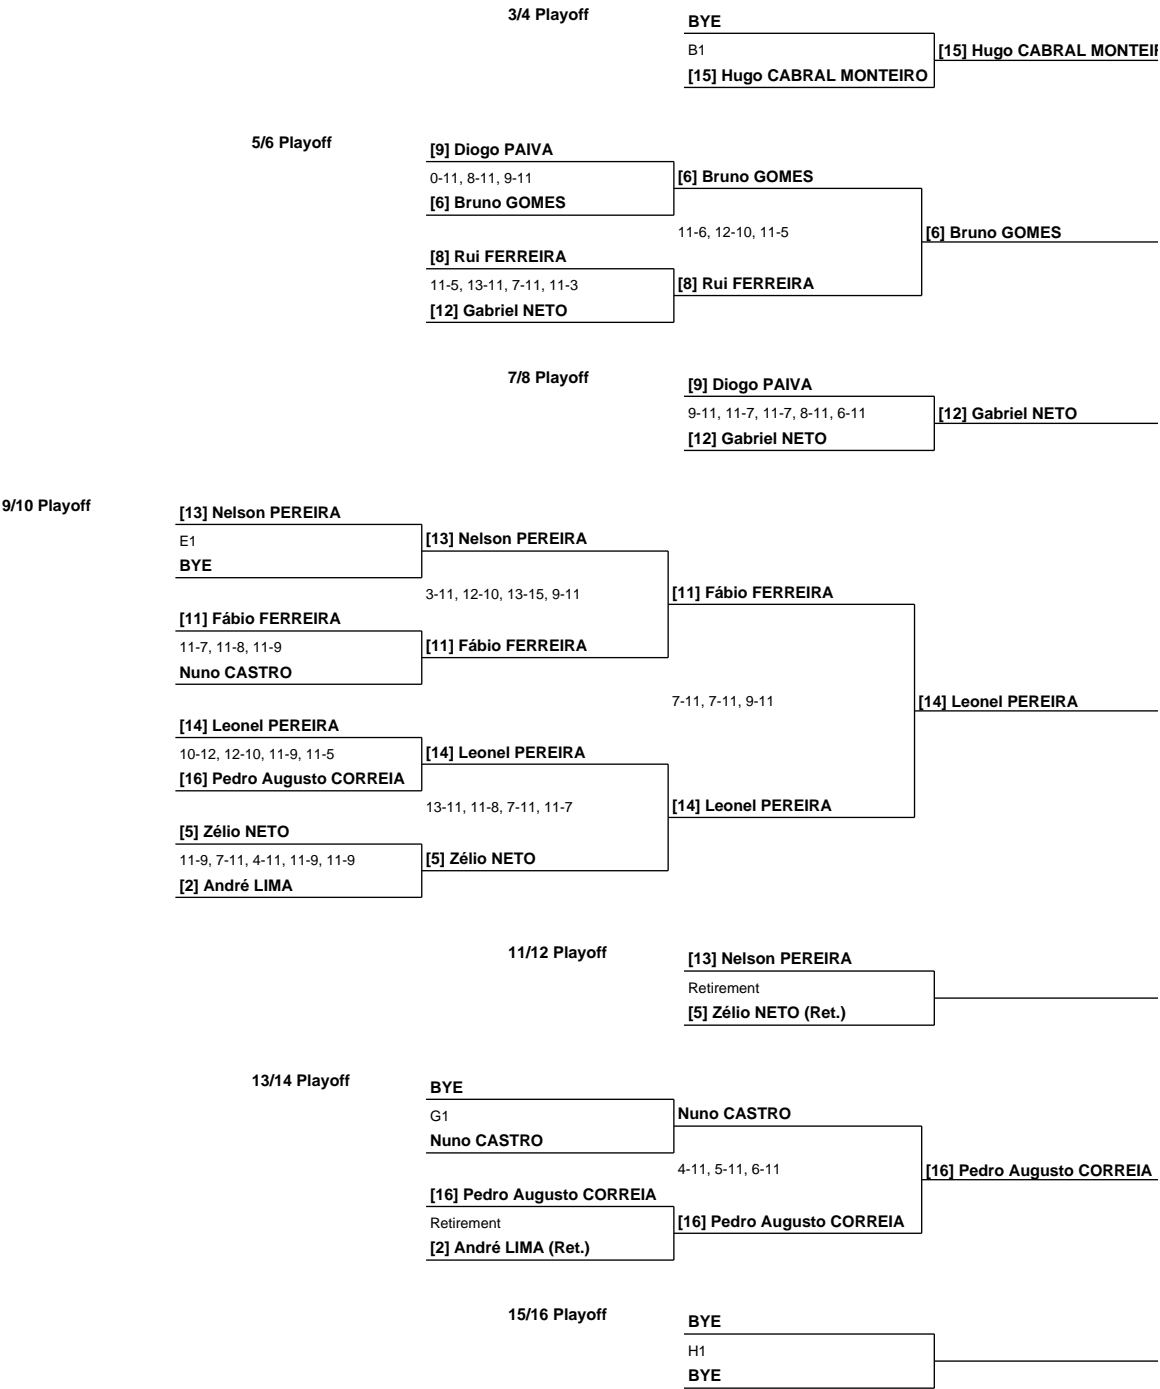 3/4 Playoff
BYE
B1
[15] Hugo CABRAL MONTEIRO
[15] Hugo CABRAL
5/6 Playoff
[9] Diogo PAIVA
0-11, 8-11, 9-11
[6] Bruno GOMES
[6] Bruno GOMES
11-6, 12-10, 11-5
[6] Bruno GOMES
[8] Rui FERREIRA
11-5, 13-11, 7-11, 11-3
[8] Rui FERREIRA
[12] Gabriel NETO
7/8 Playoff
[9] Diogo PAIVA
9-11, 11-7, 11-7, 8-11, 6-11
[12] Gabriel NETO
[12] Gabriel NETO
9/10 Playoff
[13] Nelson PEREIRA
E1
[13] Nelson PEREIRA
BYE
3-11, 12-10, 13-15, 9-11
[11] Fábio FERREIRA
[11] Fábio FERREIRA
11-7, 11-8, 11-9
[11] Fábio FERREIRA
Nuno CASTRO
7-11, 7-11, 9-11
[14] Leonel PEREIRA
[14] Leonel PEREIRA
10-12, 12-10, 11-9, 11-5
[14] Leonel PEREIRA
[16] Pedro Augusto CORREIA
13-11, 11-8, 7-11, 11-7
[14] Leonel PEREIRA
[5] Zélio NETO
11-9, 7-11, 4-11, 11-9, 11-9
[5] Zélio NETO
[2] André LIMA
11/12 Playoff
[13] Nelson PEREIRA
Retirement
[5] Zélio NETO (Ret.)
13/14 Playoff
BYE
G1
Nuno CASTRO
Nuno CASTRO
4-11, 5-11, 6-11
[16] Pedro Augusto CORREIA
[16] Pedro Augusto CORREIA
Retirement
[16] Pedro Augusto CORREIA
[2] André LIMA (Ret.)
15/16 Playoff
BYE
H1
BYE